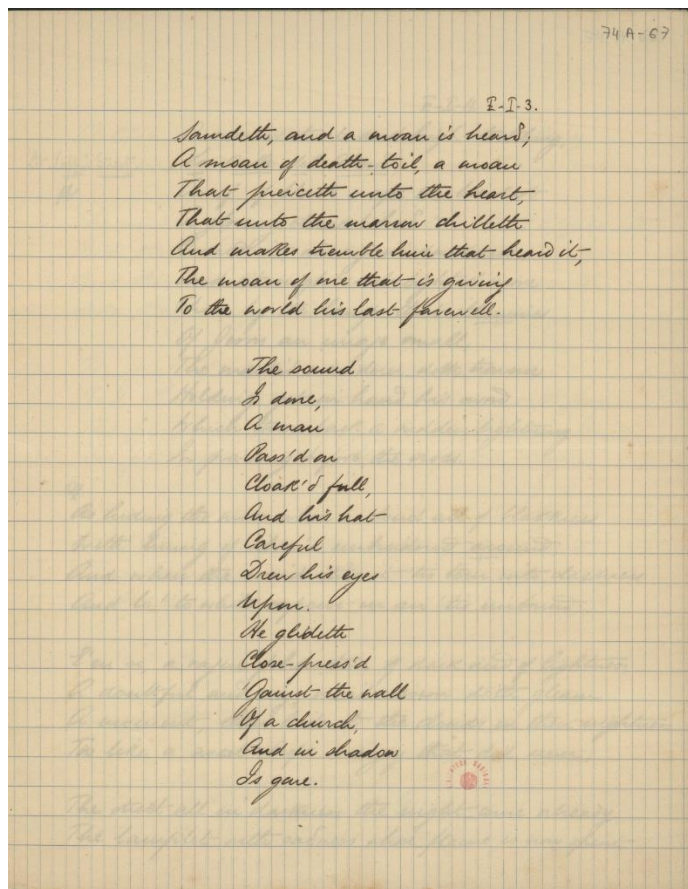 74A-67
E-I-3.
Soundeth, and a moan is heard;
A moan of death-toil, a moan
That pierceth unto the heart,
That unto the marrow chilleth
And makes tremble him that heard it,
The moan of one that is giving
To the world his last farewell.
The sound
Is done,
A man
Pass'd on
Cloak'd full,
And his hat
Careful
Drew his eyes
Upon.
He glideth
Close-press'd
'Gainst the wall
Of a church,
And in shadow
Is gone.